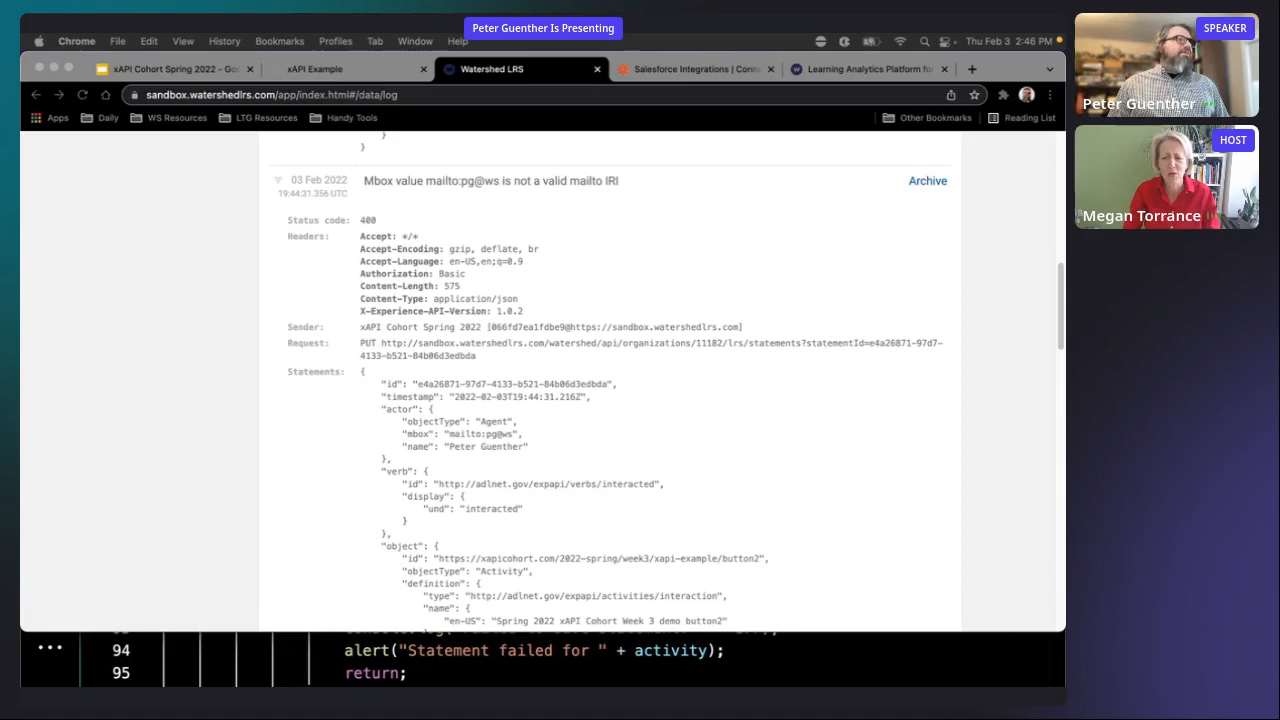 Peter Guenther Is Presenting
Chrome File Edit View History Bookmarks Profiles Tab Window Help Thu Feb 3 2:46 PM
xAPI Cohort Spring 2022 – Goo
xAPI Example
Watershed LRS
Salesforce Integrations | Conn
Learning Analytics Platform for
sandbox.watershedlrs.com/app/index.html#/data/log
Apps Daily WS Resources LTG Resources Handy Tools Other Bookmarks Reading List
}
}
03 Feb 2022 Mbox value mailto:pg@ws is not a valid mailto IRI Archive
19:44:31.356 UTC
Status code: 400
Headers: Accept: */*
Accept-Encoding: gzip, deflate, br
Accept-Language: en-US,en;q=0.9
Authorization: Basic
Content-Length: 575
Content-Type: application/json
X-Experience-API-Version: 1.0.2
Sender: xAPI Cohort Spring 2022 [066fd7ea1fdbe9@https://sandbox.watershedlrs.com]
Request: PUT http://sandbox.watershedlrs.com/watershed/api/organizations/11182/lrs/statements?statementId=e4a26871-97d7-
4133-b521-84b06d3edbda
Statements: {
"id": "e4a26871-97d7-4133-b521-84b06d3edbda",
"timestamp": "2022-02-03T19:44:31.216Z",
"actor": {
"objectType": "Agent",
"mbox": "mailto:pg@ws",
"name": "Peter Guenther"
},
"verb": {
"id": "http://adlnet.gov/expapi/verbs/interacted",
"display": {
"und": "interacted"
}
},
"object": {
"id": "https://xapicohort.com/2022-spring/week3/xapi-example/button2",
"objectType": "Activity",
"definition": {
"type": "http://adlnet.gov/expapi/activities/interaction",
"name": {
"en-US": "Spring 2022 xAPI Cohort Week 3 demo button2"
94 alert("Statement failed for " + activity);
95 return;
SPEAKER
Peter Guenther
HOST
Megan Torrance